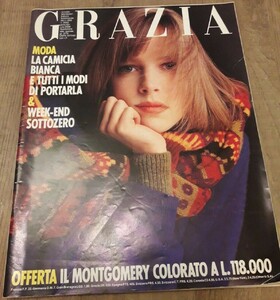 GRAZIA
MODA
LA CAMICIA
BIANCA
E TUTTI I MODI
DI PORTARLA
&
WEEK-END
SOTTOZERO
OFFERTA IL MONTGOMERY COLORATO A L. 118.000